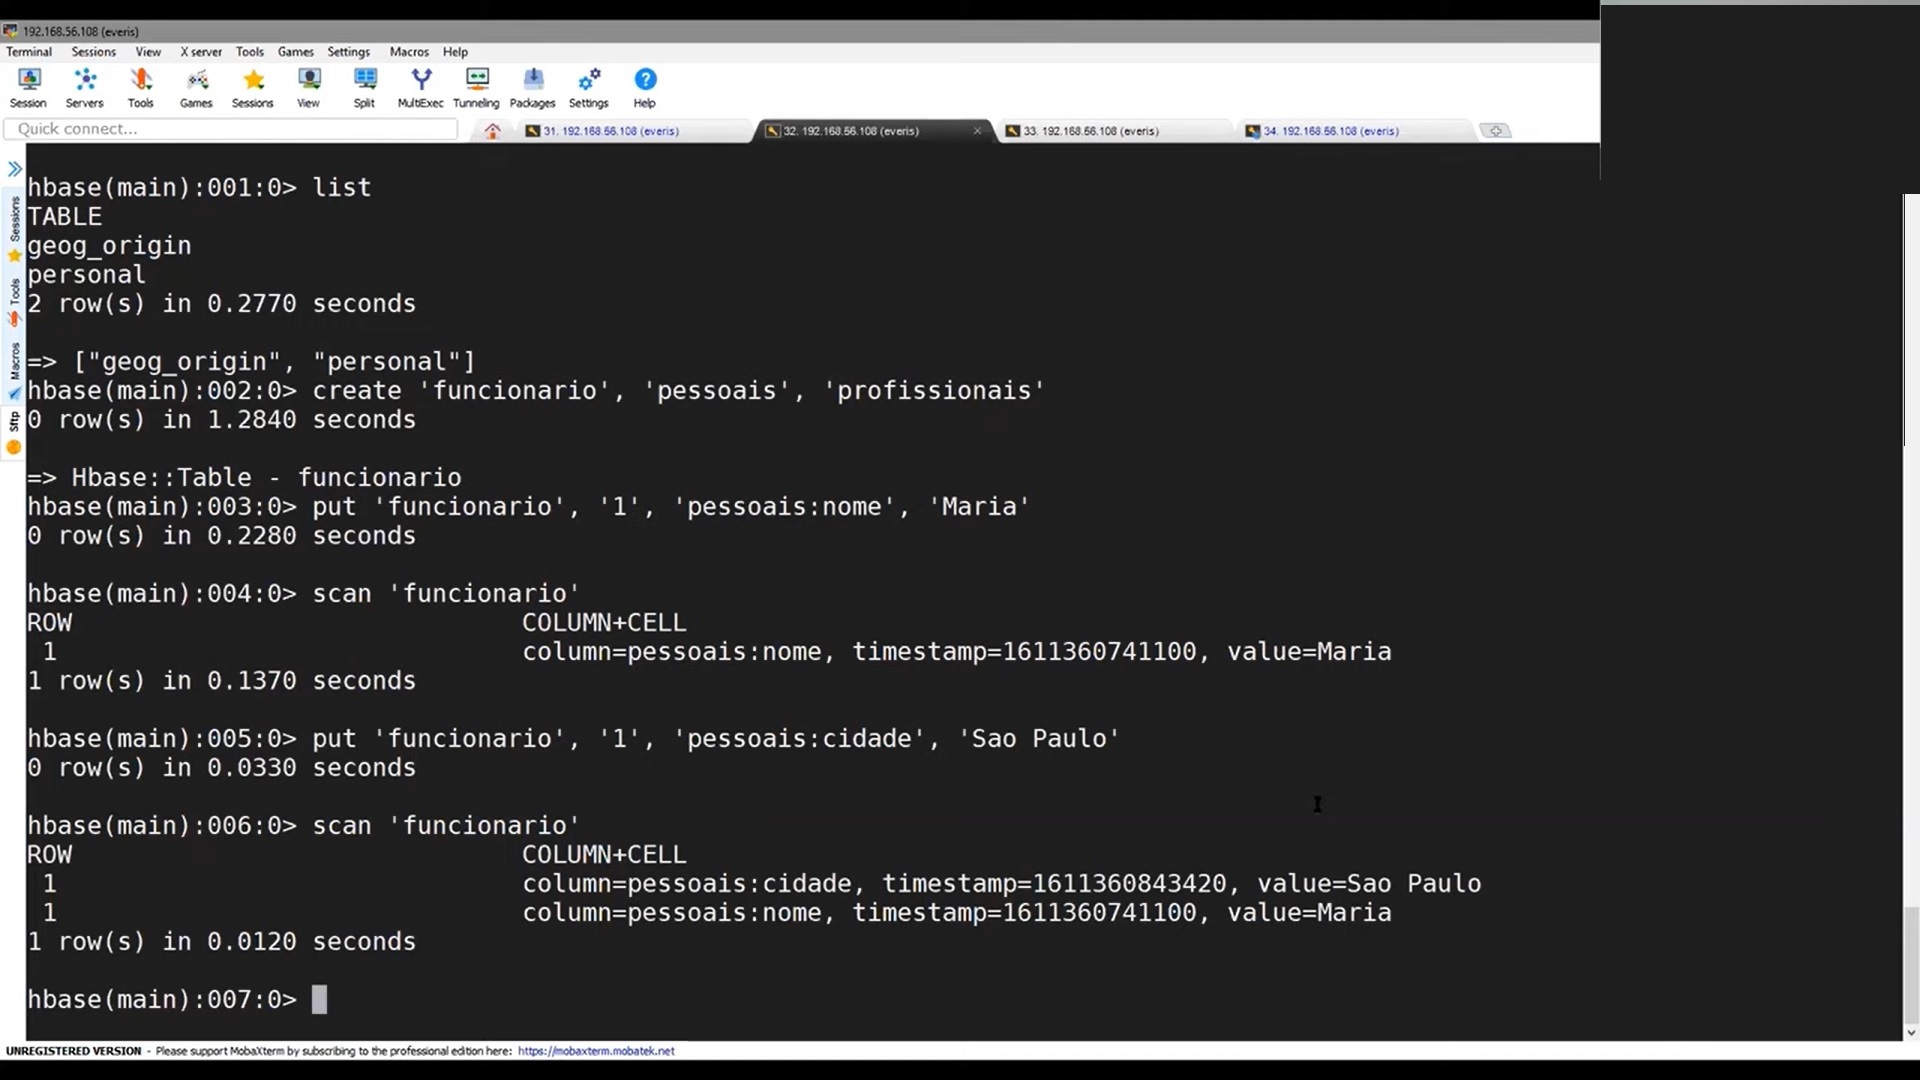 192.168.56.108 (everis)
Terminal Sessions View X server Tools Games Settings Macros Help
Session Servers Tools Games Sessions View Split MultiExec Tunneling Packages Settings Help
Quick connect...
31. 192.168.56.108 (everis)
32. 192.168.56.108 (everis)
33. 192.168.56.108 (everis)
34. 192.168.56.108 (everis)
Sessions
Tools
Macros
Sftp
hbase(main):001:0> list
TABLE
geog_origin
personal
2 row(s) in 0.2770 seconds
=> ["geog_origin", "personal"]
hbase(main):002:0> create 'funcionario', 'pessoais', 'profissionais'
0 row(s) in 1.2840 seconds
=> Hbase::Table - funcionario
hbase(main):003:0> put 'funcionario', '1', 'pessoais:nome', 'Maria'
0 row(s) in 0.2280 seconds
hbase(main):004:0> scan 'funcionario'
ROW COLUMN+CELL
1 column=pessoais:nome, timestamp=1611360741100, value=Maria
1 row(s) in 0.1370 seconds
hbase(main):005:0> put 'funcionario', '1', 'pessoais:cidade', 'Sao Paulo'
0 row(s) in 0.0330 seconds
hbase(main):006:0> scan 'funcionario'
ROW COLUMN+CELL
1 column=pessoais:cidade, timestamp=1611360843420, value=Sao Paulo
1 column=pessoais:nome, timestamp=1611360741100, value=Maria
1 row(s) in 0.0120 seconds
hbase(main):007:0>
UNREGISTERED VERSION - Please support MobaXterm by subscribing to the professional edition here: https://mobaxterm.mobatek.net